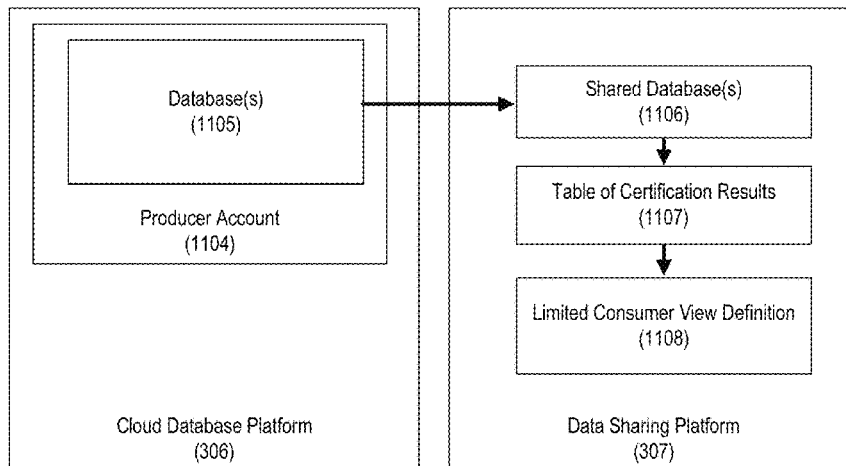 Database(s)
(1105)
Producer Account
(1104)
Cloud Database Platform
(306)
Shared Database(s)
(1106)
Table of Certification Results
(1107)
Limited Consumer View Definition
(1108)
Data Sharing Platform
(307)